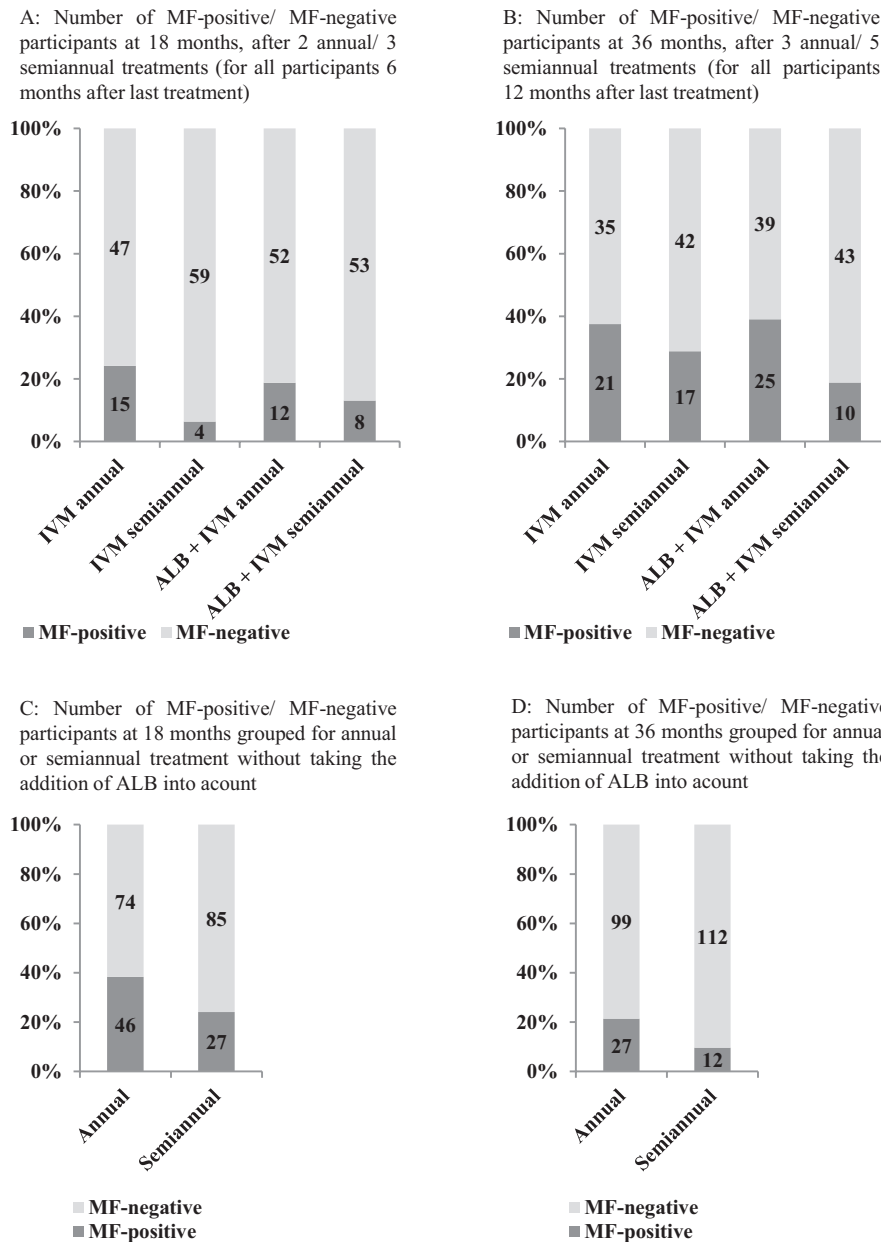 A: Number of MF-positive/ MF-negative
participants at 18 months, after 2 annual/ 3
semiannual treatments (for all participants 6
months after last treatment)
100%
80%
60%
40%
20%
0%
47
59
52
53
15
4
12
8
IVM annual
IVM semiannual
ALB + IVM annual
ALB + IVM semiannual
MF-positive MF-negative
B: Number of MF-positive/ MF-negative
participants at 36 months, after 3 annual/ 5
semiannual treatments (for all participants
12 months after last treatment)
100%
80%
60%
40%
20%
0%
35
42
39
43
21
17
25
10
IVM annual
IVM semiannual
ALB + IVM annual
ALB + IVM semiannual
MF-positive MF-negative
C: Number of MF-positive/ MF-negative
participants at 18 months grouped for annual
or semiannual treatment without taking the
addition of ALB into acount
100%
80%
60%
40%
20%
0%
74
85
46
27
Annual
Semiannual
MF-negative
MF-positive
D: Number of MF-positive/ MF-negative
participants at 36 months grouped for annual
or semiannual treatment without taking the
addition of ALB into acount
100%
80%
60%
40%
20%
0%
99
112
27
12
Annual
Semiannual
MF-negative
MF-positive